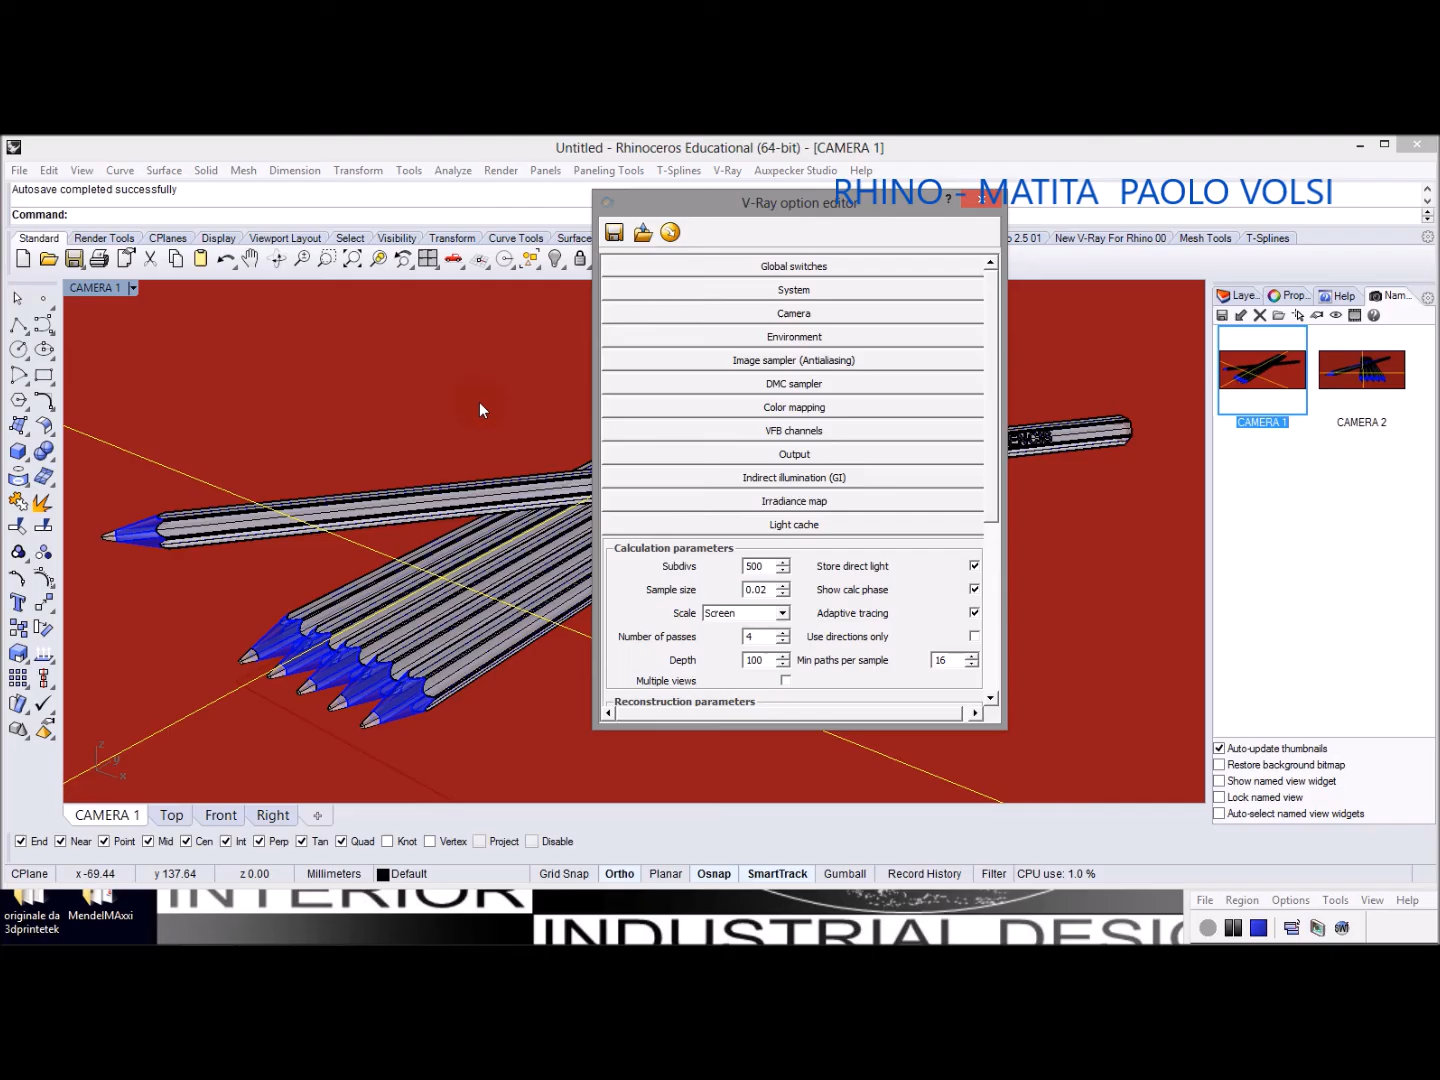 Untitled - Rhinoceros Educational (64-bit) - [CAMERA 1]
File Edit View Curve Surface Solid Mesh Dimension Transform Tools Analyze Render Panels Paneling Tools T-Splines V-Ray Auxpecker Studio Help
Autosave completed successfully
RHINO - MATITA PAOLO VOLSI
V-Ray option editor
?
Command:
Standard Render Tools CPlanes Display Viewport Layout Select Visibility Transform Curve Tools Surface
2.5 01 New V-Ray For Rhino 00 Mesh Tools T-Splines
CAMERA 1
Laye... Prop... Help Nam...
Global switches
System
Camera
Environment
Image sampler (Antialiasing)
DMC sampler
Color mapping
VFB channels
Output
Indirect illumination (GI)
Irradiance map
Light cache
CAMERA 1 CAMERA 2
Calculation parameters
Subdivs 500 Store direct light
Sample size 0.02 Show calc phase
Scale Screen Adaptive tracing
Number of passes 4 Use directions only
Depth 100 Min paths per sample 16
Multiple views
Reconstruction parameters
z
y
x
Auto-update thumbnails
Restore background bitmap
Show named view widget
Lock named view
Auto-select named view widgets
CAMERA 1 Top Front Right
End Near Point Mid Cen Int Perp Tan Quad Knot Vertex Project Disable
CPlane x -69.44 y 137.64 z 0.00 Millimeters Default Grid Snap Ortho Planar Osnap SmartTrack Gumball Record History Filter CPU use: 1.0 %
originale da
3dprintetek
MendelMAxxi
INTERIOR
INDUSTRIAL DESIG
File Region Options Tools View Help